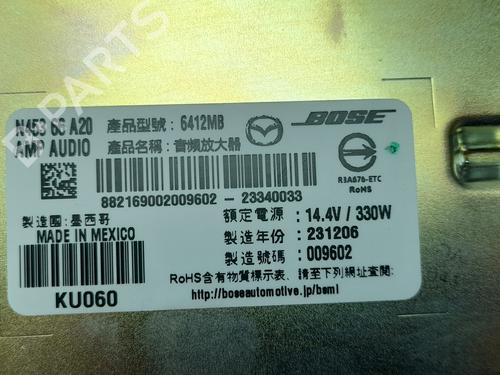 N453 66 A20
AMP AUDIO
產品型號：6412MB
產品名稱：音頻放大器
BOSE
R3A676-ETC
RoHS
882169002009602 - 23340033
製造國：墨西哥
MADE IN MEXICO
額定電源：14.4V / 330W
製造年份：231206
製造號碼：009602
KU060
RoHS含有物質標示表、請至下列網址查閱：
http://boseautomotive.jp/bsmi